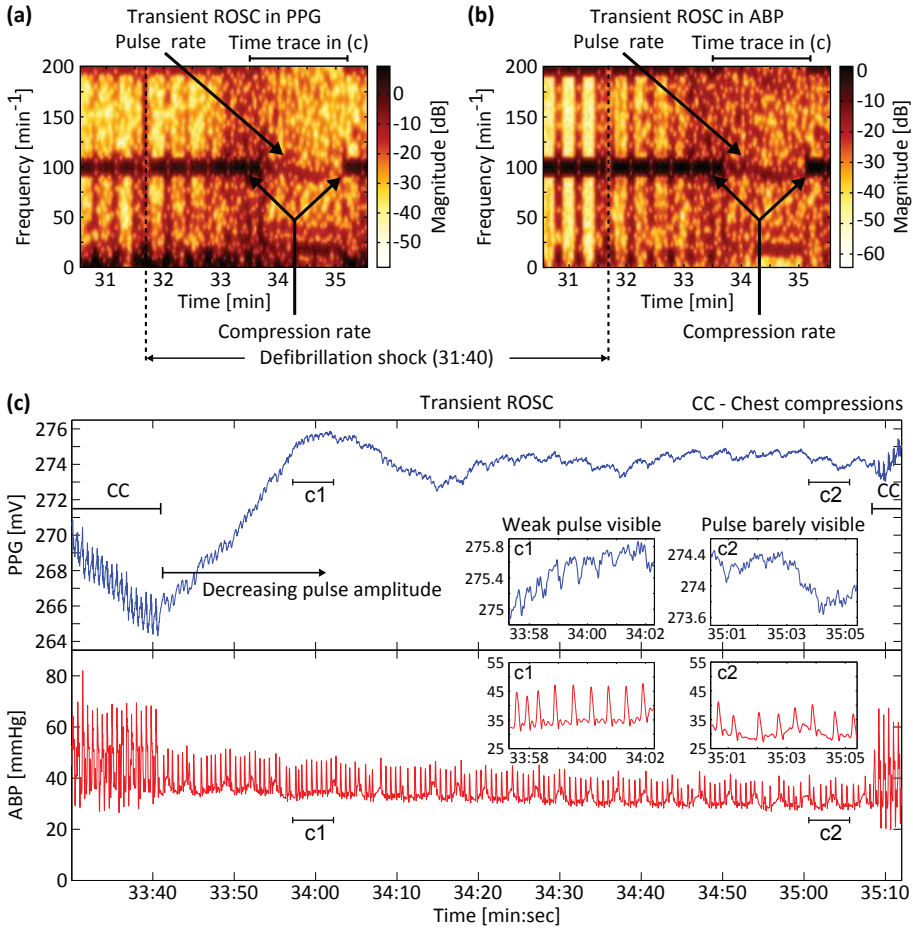 (a)
Transient ROSC in PPG
Pulse rate
Time trace in (c)
200
150
100
50
0
Frequency [min-1]
31 32 33 34 35
Time [min]
0
-10
-20
-30
-40
-50
Magnitude [dB]
Compression rate
(b)
Transient ROSC in ABP
Pulse rate
Time trace in (c)
200
150
100
50
0
Frequency [min-1]
31 32 33 34 35
Time [min]
0
-10
-20
-30
-40
-50
-60
Magnitude [dB]
Compression rate
Defibrillation shock (31:40)
(c)
Transient ROSC
CC - Chest compressions
276
274
272
270
268
266
264
PPG [mV]
CC
c1
c2
CC
Decreasing pulse amplitude
Weak pulse visible
c1
275.8
275.4
275
33:58 34:00 34:02
Pulse barely visible
c2
274.4
274
273.6
35:01 35:03 35:05
80
60
40
20
0
ABP [mmHg]
c1
55
45
35
25
33:58 34:00 34:02
c2
55
45
35
25
35:01 35:03 35:05
c1
c2
33:40 33:50 34:00 34:10 34:20 34:30 34:40 34:50 35:00 35:10
Time [min:sec]